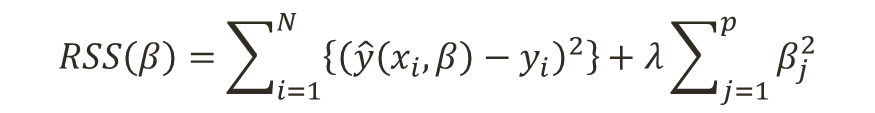 RSS(β) = ∑_{i=1}^{N} {(ŷ(x_i, β) − y_i)^2} + λ ∑_{j=1}^{p} β_j^2